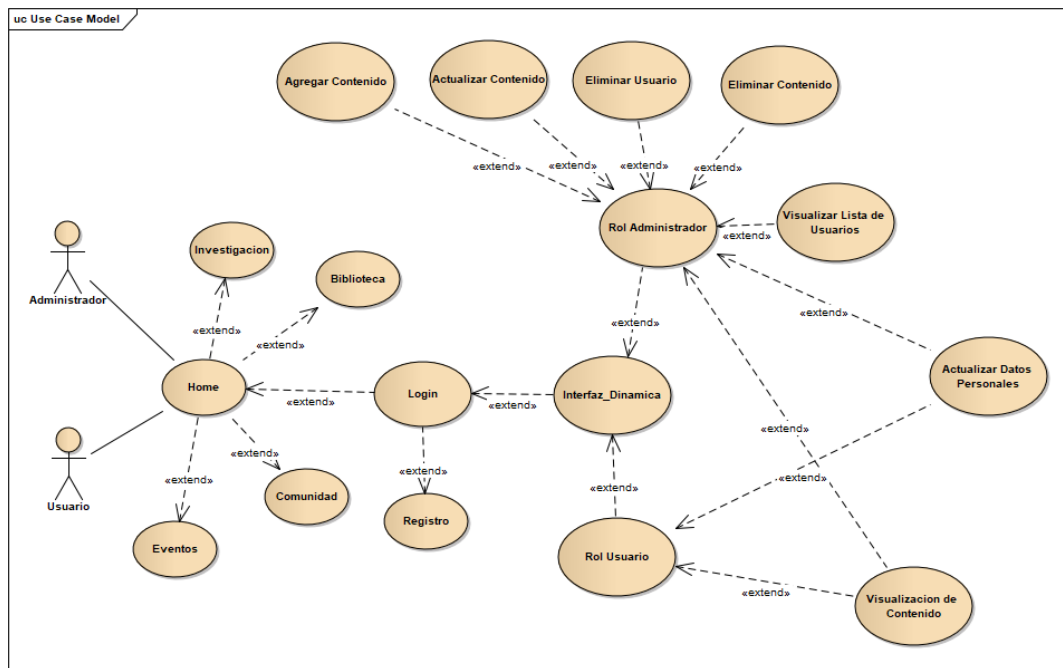 uc Use Case Model
Agregar Contenido
Actualizar Contenido
Eliminar Usuario
Eliminar Contenido
«extend»
«extend»
«extend»
«extend»
Rol Administrador
Visualizar Lista de
Usuarios
«extend»
Administrador
Investigacion
Biblioteca
«extend»
«extend»
«extend»
«extend»
Home
Login
Interfaz_Dinamica
Actualizar Datos
Personales
«extend»
«extend»
«extend»
«extend»
«extend»
«extend»
«extend»
«extend»
«extend»
Usuario
Comunidad
Eventos
Registro
Rol Usuario
«extend»
Visualizacion de
Contenido